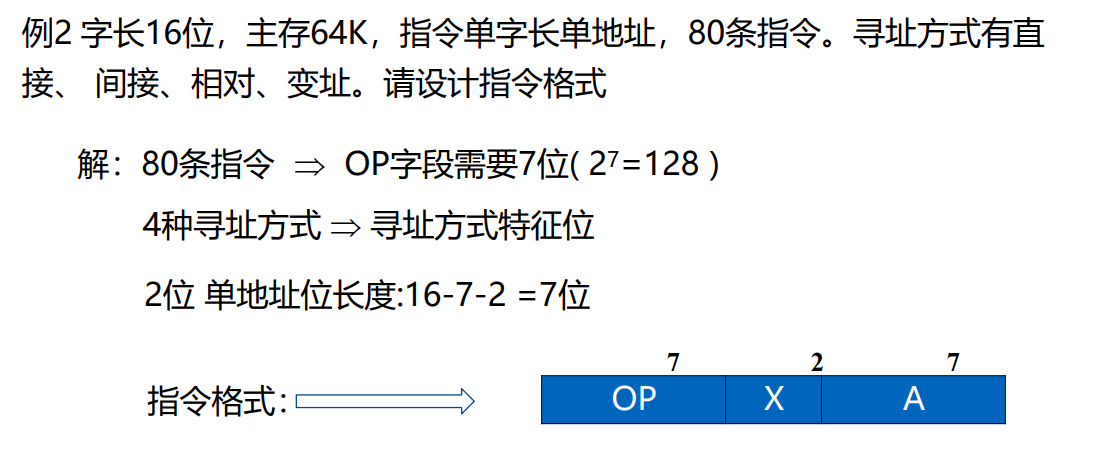 例2 字长16位，主存64K，指令单字长单地址，80条指令。寻址方式有直
接、 间接、相对、变址。请设计指令格式
解：80条指令 ⇒ OP字段需要7位( 2⁷=128 )
4种寻址方式 ⇒ 寻址方式特征位
2位 单地址位长度:16-7-2 =7位
7 2 7
指令格式： OP X A